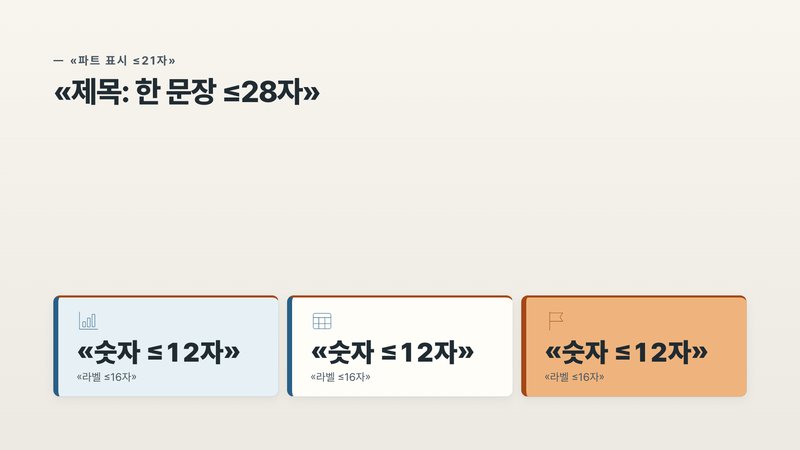 — «파트 표시 ≤21자»
«제목: 한 문장 ≤28자»
«숫자 ≤12자»
«라벨 ≤16자»
«숫자 ≤12자»
«라벨 ≤16자»
«숫자 ≤12자»
«라벨 ≤16자»